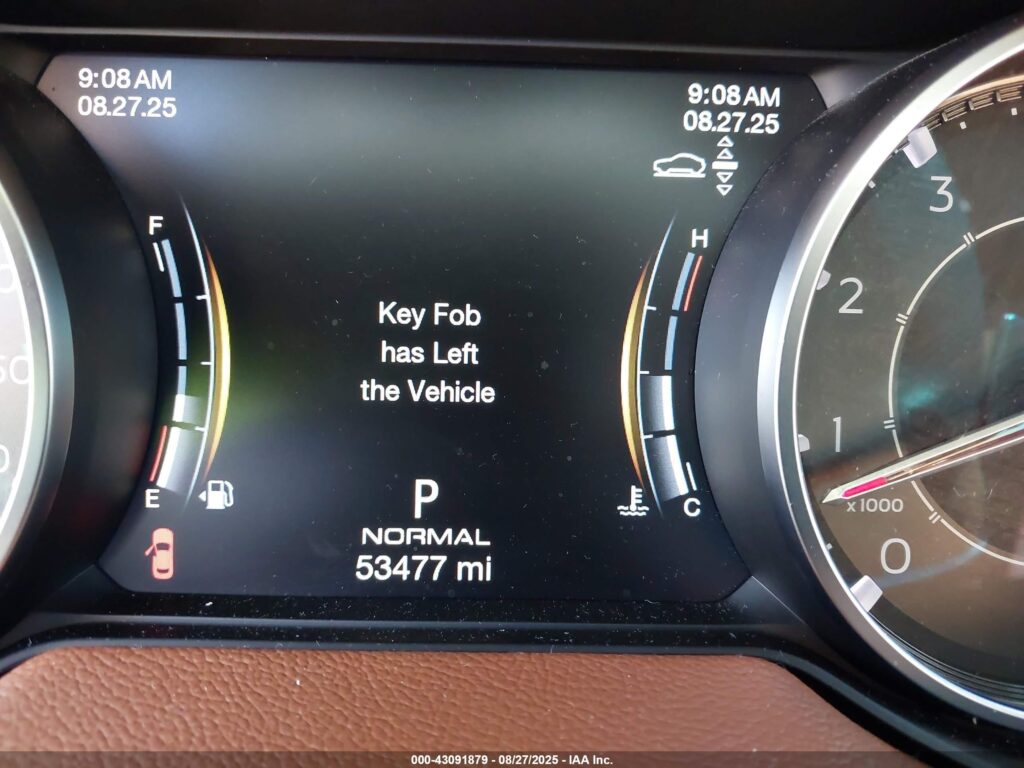 9:08 AM
08.27.25
9:08 AM
08.27.25
F
H
3
2
Key Fob
has Left
the Vehicle
1
E
C
P
x1000
NORMAL
0
53477 mi
000-43091879 - 08/27/2025 - IAA Inc.